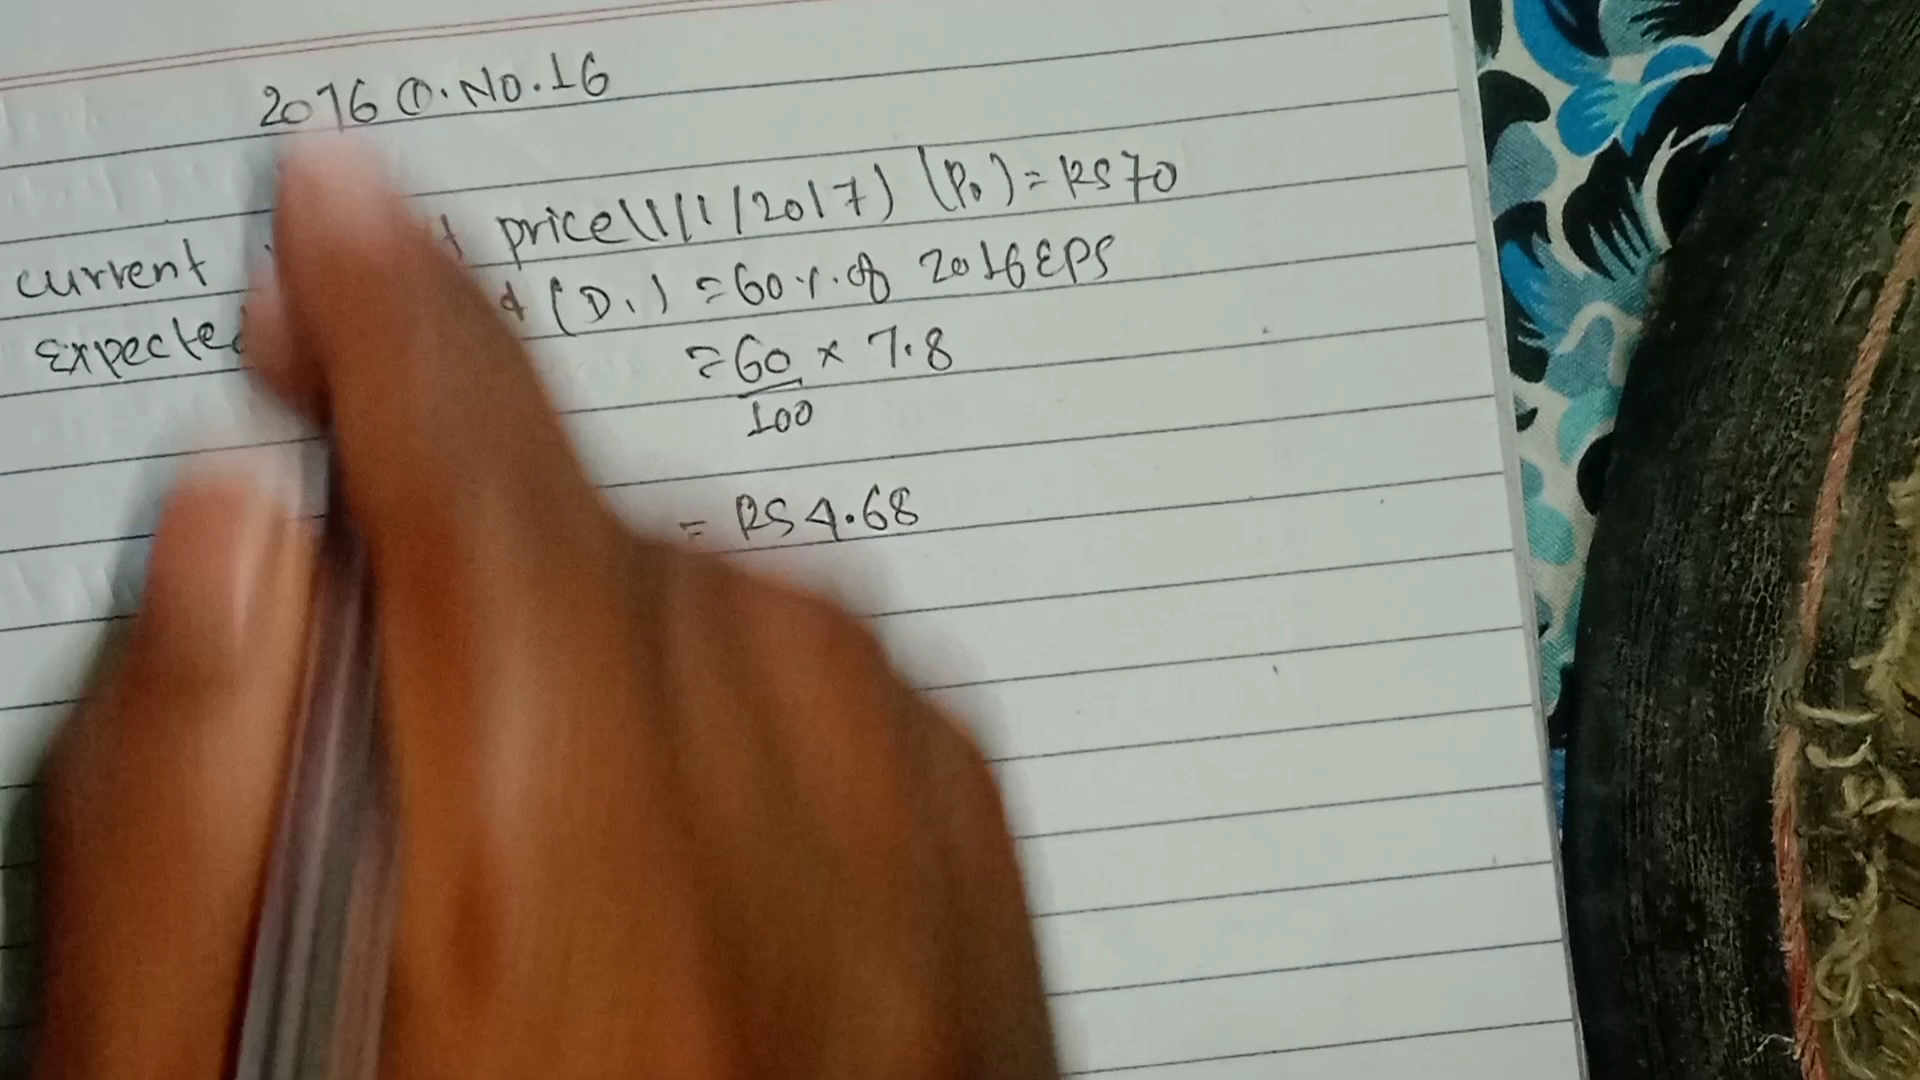 2076 Q.NO.16
current price(1/1/2017) (P₀) = RS 70
Expected (D₁) = 60% of 2016 EPS
= 60/100 × 7.8
= RS 4.68